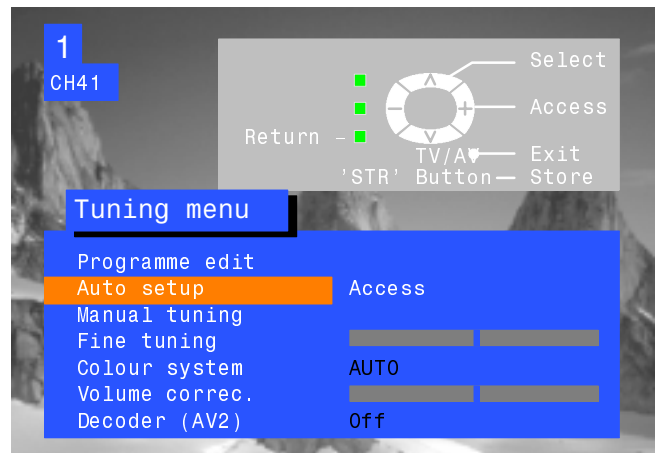 1
CH41
Select
Access
Return
TV/AV
Exit
'STR' Button
Store
Tuning menu
Programme edit
Auto setup Access
Manual tuning
Fine tuning
Colour system AUTO
Volume correc.
Decoder (AV2) Off